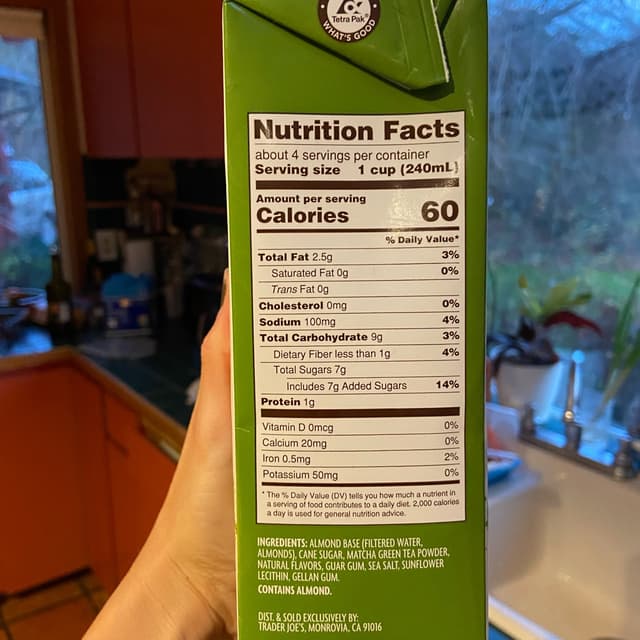 Tetra Pak®
WHAT'S GOOD
Nutrition Facts
about 4 servings per container
Serving size 1 cup (240mL)
Amount per serving
Calories 60
% Daily Value*
Total Fat 2.5g 3%
Saturated Fat 0g 0%
Trans Fat 0g
Cholesterol 0mg 0%
Sodium 100mg 4%
Total Carbohydrate 9g 3%
Dietary Fiber less than 1g 4%
Total Sugars 7g
Includes 7g Added Sugars 14%
Protein 1g
Vitamin D 0mcg 0%
Calcium 20mg 0%
Iron 0.5mg 2%
Potassium 50mg 0%
* The % Daily Value (DV) tells you how much a nutrient in
a serving of food contributes to a daily diet. 2,000 calories
a day is used for general nutrition advice.
INGREDIENTS: ALMOND BASE (FILTERED WATER,
ALMONDS), CANE SUGAR, MATCHA GREEN TEA POWDER,
NATURAL FLAVORS, GUAR GUM, SEA SALT, SUNFLOWER
LECITHIN, GELLAN GUM.
CONTAINS ALMOND.
DIST. & SOLD EXCLUSIVELY BY:
TRADER JOE'S, MONROVIA, CA 91016